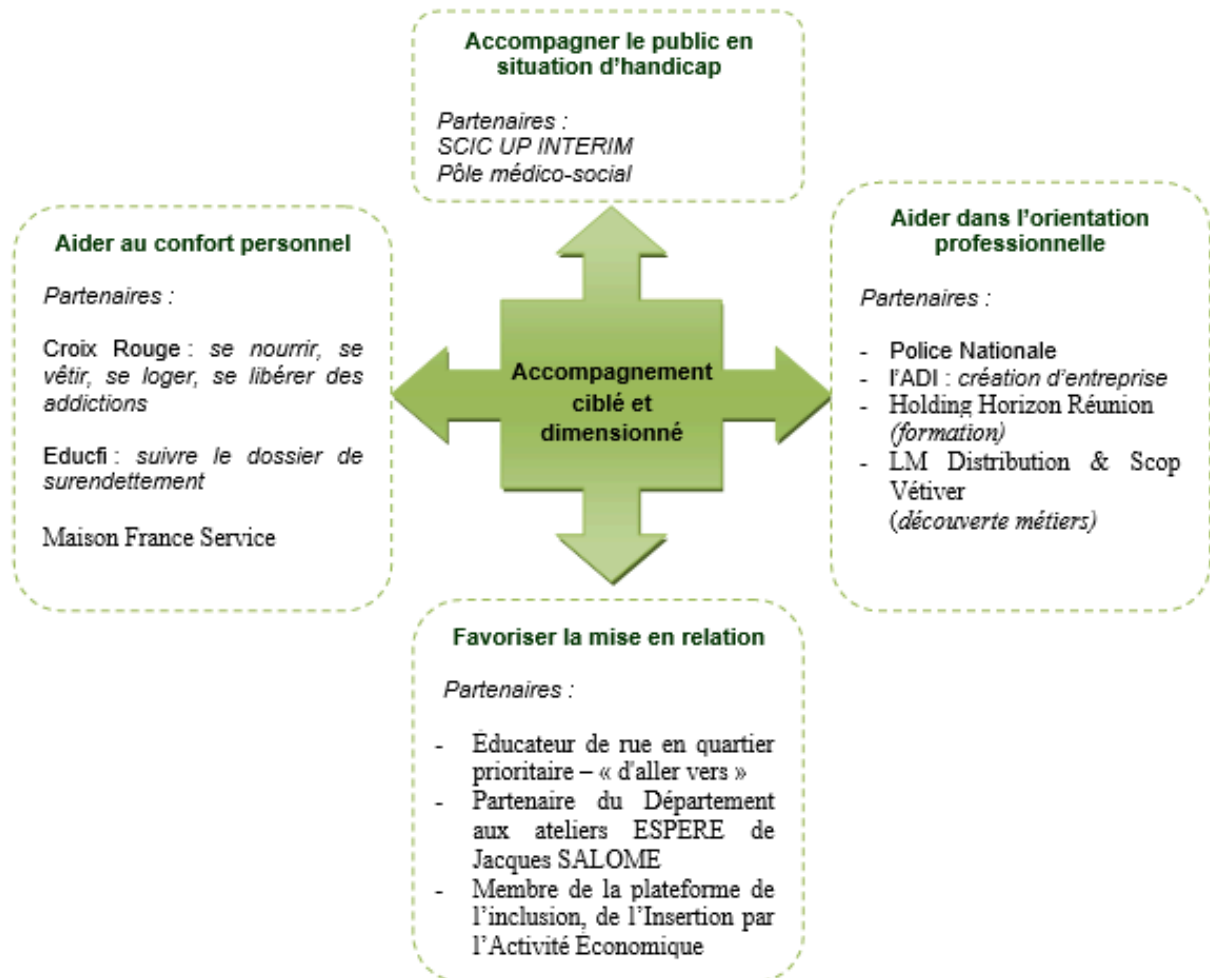 Accompagner le public en
situation d'handicap
Partenaires :
SCIC UP INTERIM
Pôle médico-social
Aider au confort personnel
Partenaires :
Croix Rouge : se nourrir, se
vêtir, se loger, se libérer des
addictions
Educfi : suivre le dossier de
surendettement
Maison France Service
Accompagnement
ciblé et
dimensionné
Aider dans l'orientation
professionnelle
Partenaires :
- Police Nationale
- l'ADI : création d'entreprise
- Holding Horizon Réunion
(formation)
- LM Distribution & Scop
Vétiver
(découverte métiers)
Favoriser la mise en relation
Partenaires :
- Éducateur de rue en quartier
prioritaire – « d'aller vers »
- Partenaire du Département
aux ateliers ESPERE de
Jacques SALOME
- Membre de la plateforme de
l'inclusion, de l'Insertion par
l'Activité Économique